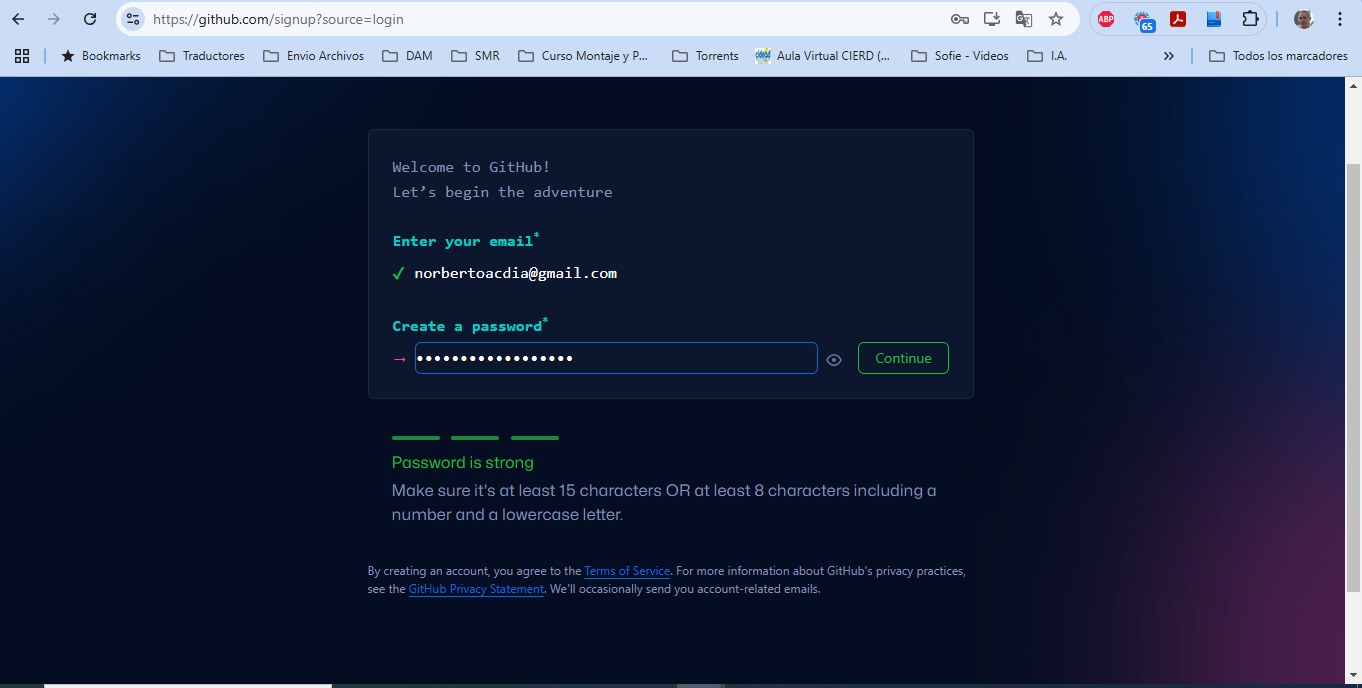 https://github.com/signup?source=login
ABP
65
Bookmarks
Traductores
Envio Archivos
DAM
SMR
Curso Montaje y P...
Torrents
Aula Virtual CIERD (...
Sofie - Videos
I.A.
»
Todos los marcadores
Welcome to GitHub!
Let’s begin the adventure
Enter your email*
✓ norbertoacdia@gmail.com
Create a password*
→ ••••••••••••••••••
Continue
Password is strong
Make sure it's at least 15 characters OR at least 8 characters including a
number and a lowercase letter.
By creating an account, you agree to the Terms of Service. For more information about GitHub's privacy practices,
see the GitHub Privacy Statement. We'll occasionally send you account-related emails.